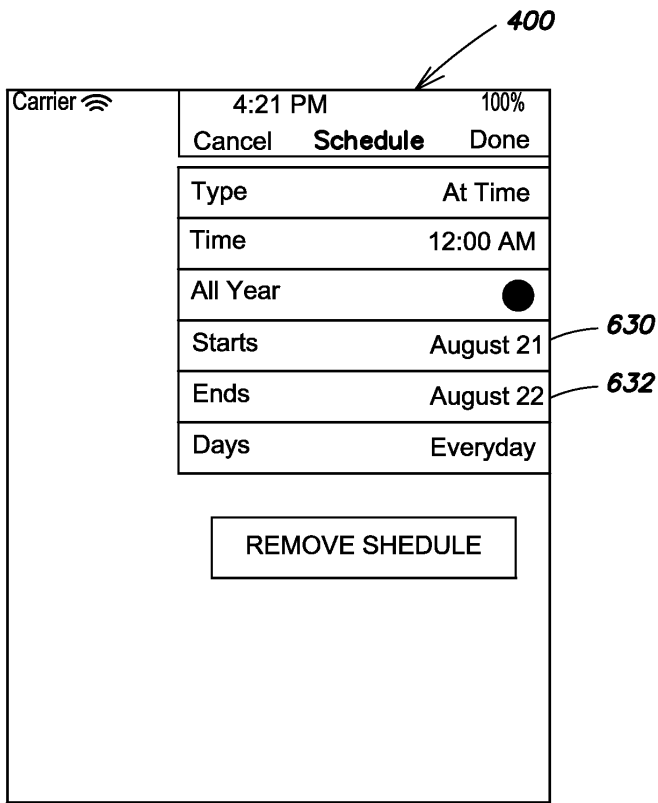 400
Carrier 4:21 PM 100%
Cancel Schedule Done
Type At Time
Time 12:00 AM
All Year
Starts August 21 630
Ends August 22 632
Days Everyday
REMOVE SHEDULE